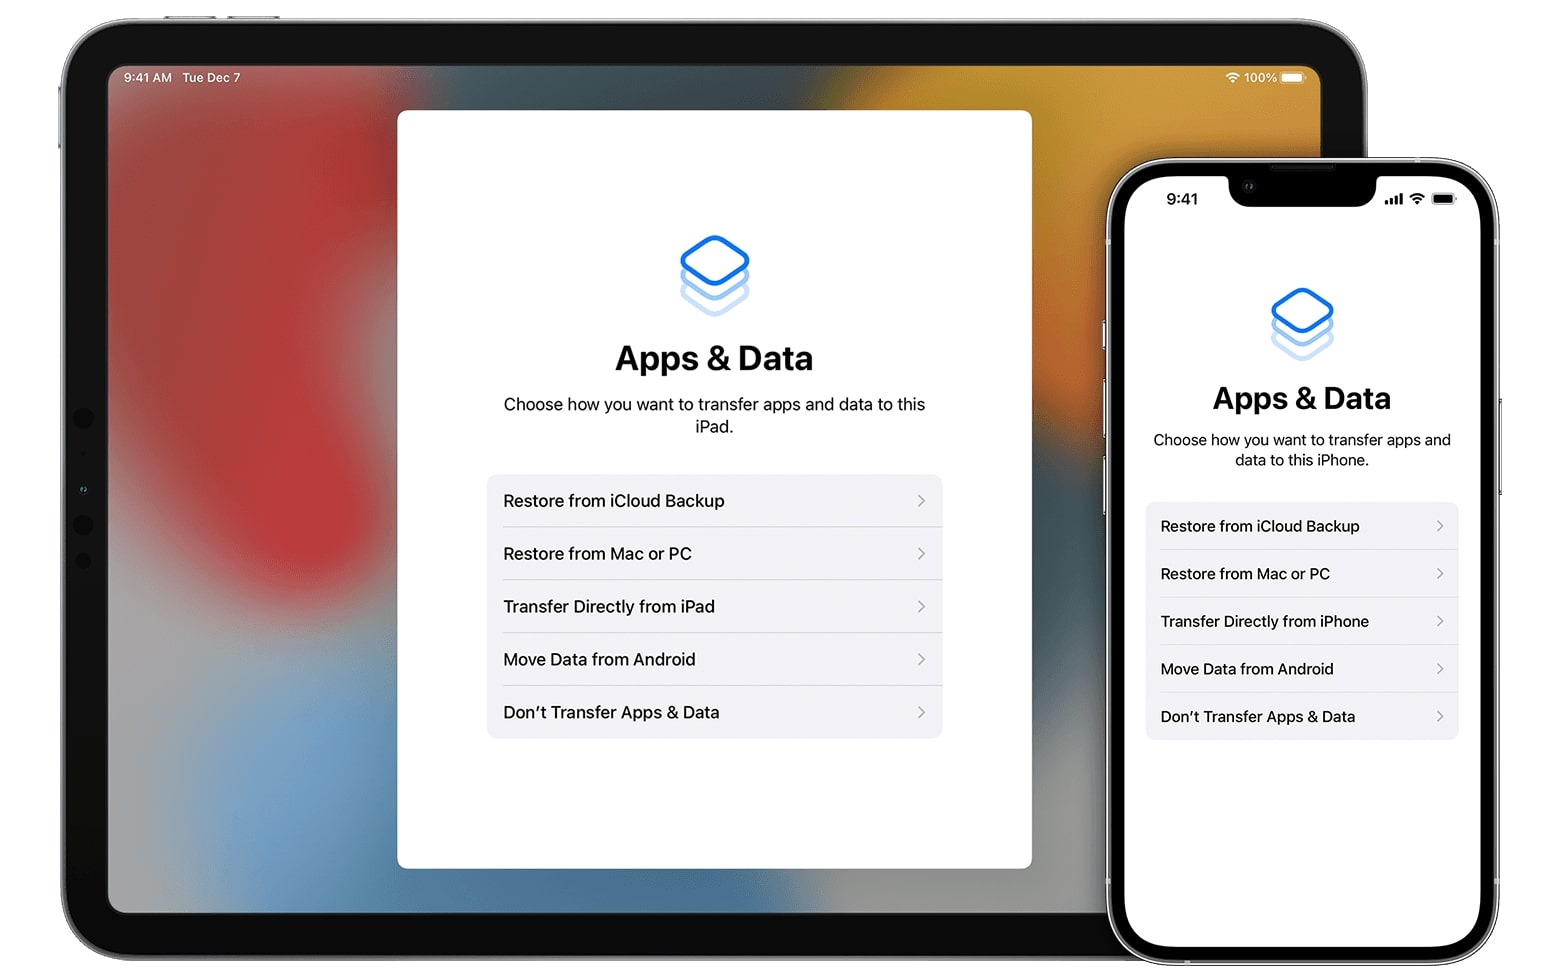 9:41 AM Tue Dec 7
100%
Apps & Data
Choose how you want to transfer apps and data to this
iPad.
Restore from iCloud Backup
Restore from Mac or PC
Transfer Directly from iPad
Move Data from Android
Don’t Transfer Apps & Data
9:41
Apps & Data
Choose how you want to transfer apps and
data to this iPhone.
Restore from iCloud Backup
Restore from Mac or PC
Transfer Directly from iPhone
Move Data from Android
Don’t Transfer Apps & Data